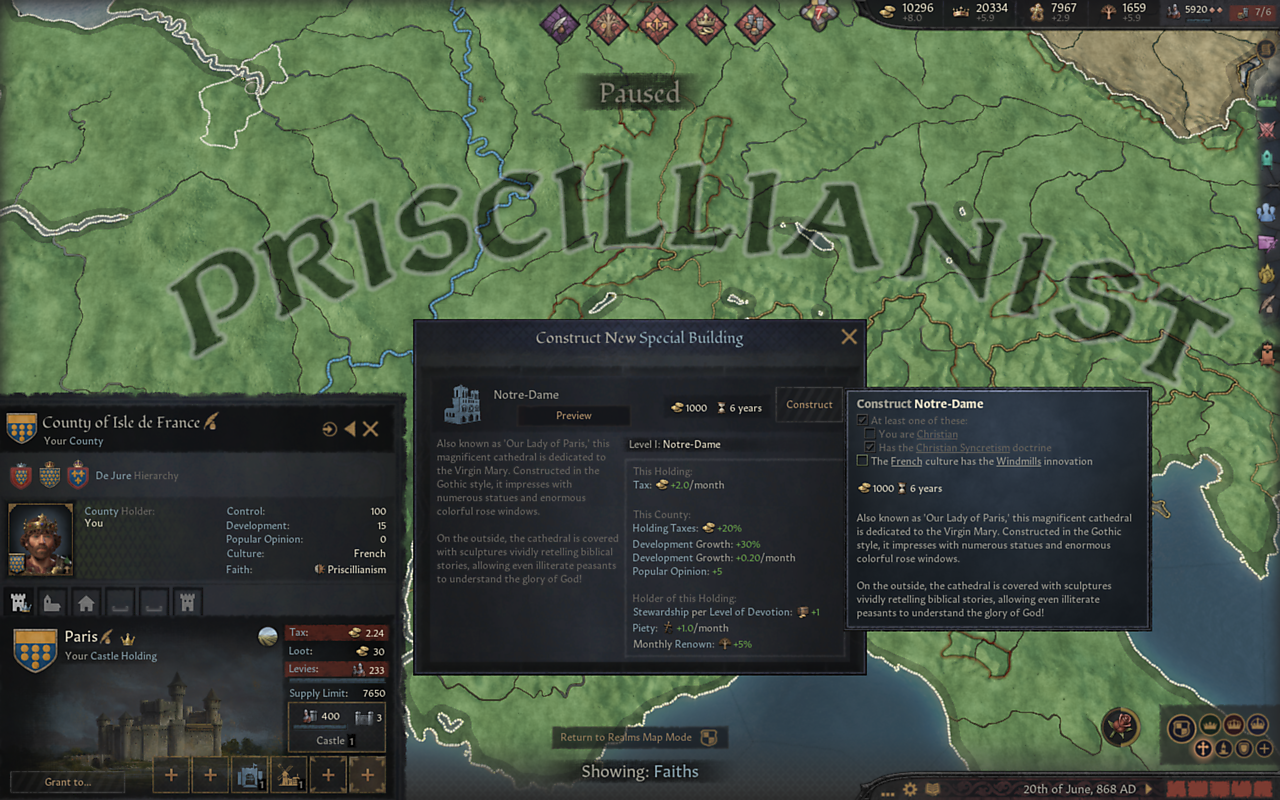 10296
+8.0
20334
+5.9
7967
+2.9
1659
+5.9
5920
7/6
7
Paused
PRISCILLIANIST
Construct New Special Building
Notre-Dame
Preview
1000
6 years
Construct
Also known as 'Our Lady of Paris,' this
magnificent cathedral is dedicated to
the Virgin Mary. Constructed in the
Gothic style, it impresses with
numerous statues and enormous
colorful rose windows.
On the outside, the cathedral is covered
with sculptures vividly retelling biblical
stories, allowing even illiterate peasants
to understand the glory of God!
Level I: Notre-Dame
This Holding:
Tax: +2.0/month
This County:
Holding Taxes: +20%
Development Growth: +30%
Development Growth: +0.20/month
Popular Opinion: +5
Holder of this Holding:
Stewardship per Level of Devotion: +1
Piety: +1.0/month
Monthly Renown: +5%
Construct Notre-Dame
At least one of these:
You are Christian
Has the Christian Syncretism doctrine
The French culture has the Windmills innovation
1000 6 years
Also known as 'Our Lady of Paris,' this magnificent cathedral
is dedicated to the Virgin Mary. Constructed in the Gothic
style, it impresses with numerous statues and enormous
colorful rose windows.
On the outside, the cathedral is covered with sculptures
vividly retelling biblical stories, allowing even illiterate
peasants to understand the glory of God!
County of Isle de France
Your County
De Jure Hierarchy
County Holder:
You
Control: 100
Development: 15
Popular Opinion: 0
Culture: French
Faith: Priscillianism
Paris
Your Castle Holding
Tax: 2.24
Loot: 30
Levies: 233
Supply Limit: 7650
400 3
Castle 1
Grant to...
1
1
Return to Realms Map Mode
Showing: Faiths
20th of June, 868 AD